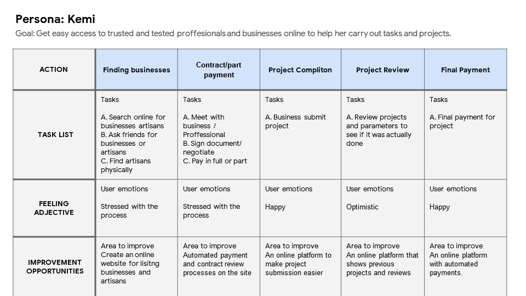 Persona: Kemi
Goal: Get easy access to trusted and tested proffesionals and businesses online to help her carry out tasks and projects.
ACTION
Finding businesses
Contract/part
payment
Project Compliton
Project Review
Final Payment
TASK LIST
Tasks
A. Search online for
businesses artisans
B. Ask friends for
businesses or
artisans
C. Find artisans
physically
Tasks
A. Meet with
business /
Proffessional
B. Sign document/
negotiate
C. Pay in full or part
Tasks
A. Business submit
project
Tasks
A. Review projects
and parameters to
see if it was actually
done
Tasks
A. Final payment for
project
FEELING
ADJECTIVE
User emotions
Stressed with the
process
User emotions
Stressed with the
process
User emotions
Happy
User emotions
Optimistic
User emotions
Happy
IMPROVEMENT
OPPORTUNITIES
Area to improve
Create an online
website for lisitng
businesses and
artisans
Area to improve
Automated payment
and contract review
processes on the site
Area to improve
An online platform to
make project
submission easier
Area to improve
An online platform that
shows previous
projects and reviews
Area to improve
An online platform
with automated
payments.